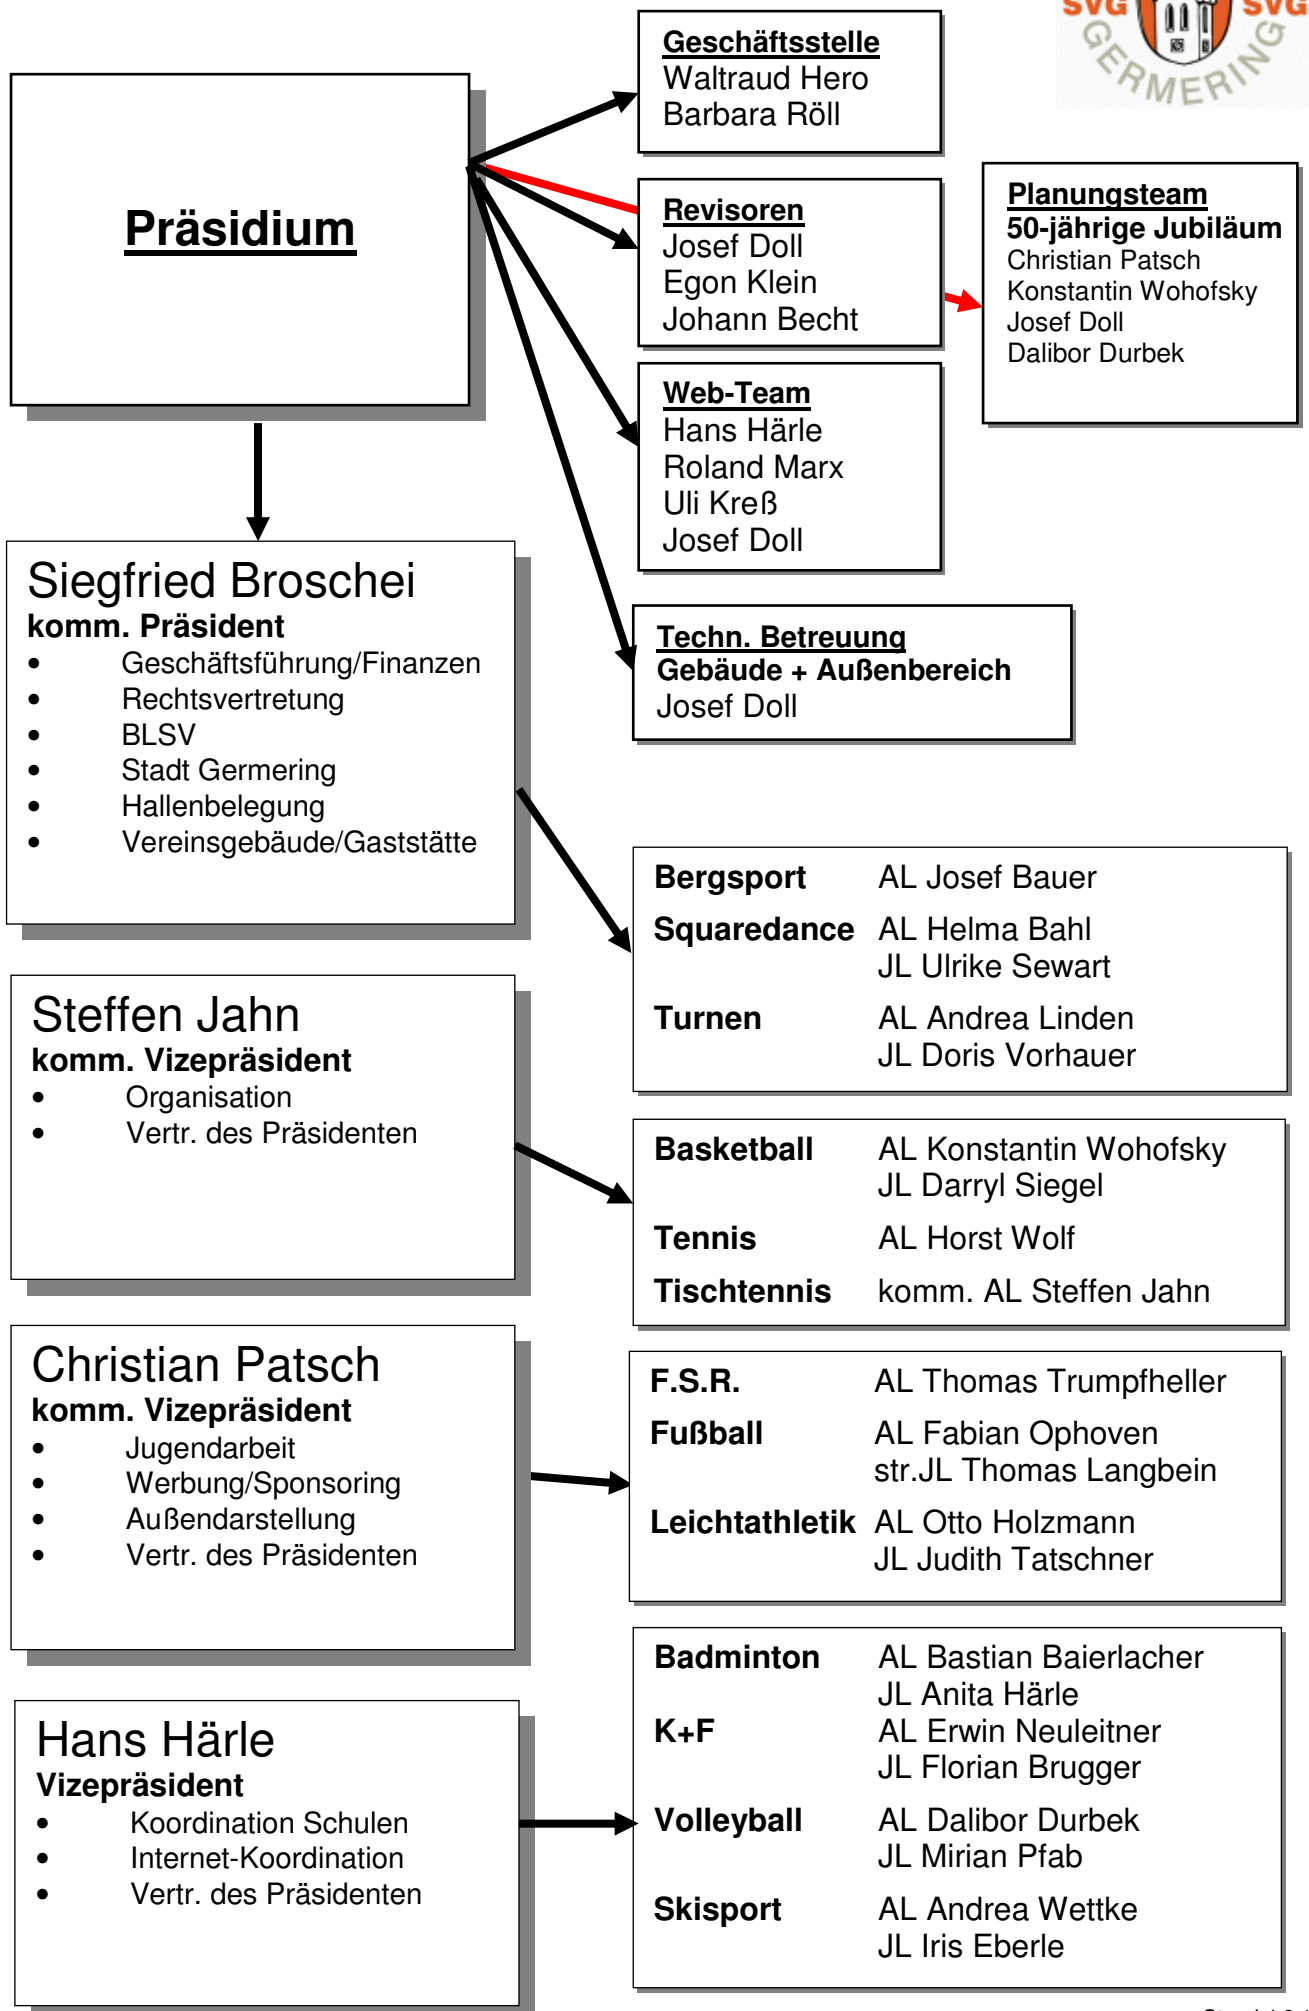 SVG SVG
GERMERING
Präsidium
Geschäftsstelle
Waltraud Hero
Barbara Röll
Revisoren
Josef Doll
Egon Klein
Johann Becht
Planungsteam
50-jährige Jubiläum
Christian Patsch
Konstantin Wohofsky
Josef Doll
Dalibor Durbek
Web-Team
Hans Härle
Roland Marx
Uli Kreß
Josef Doll
Techn. Betreuung
Gebäude + Außenbereich
Josef Doll
Siegfried Broschei
komm. Präsident
• Geschäftsführung/Finanzen
• Rechtsvertretung
• BLSV
• Stadt Germering
• Hallenbelegung
• Vereinsgebäude/Gaststätte
Bergsport AL Josef Bauer
Squaredance AL Helma Bahl
JL Ulrike Sewart
Turnen AL Andrea Linden
JL Doris Vorhauer
Steffen Jahn
komm. Vizepräsident
• Organisation
• Vertr. des Präsidenten
Basketball AL Konstantin Wohofsky
JL Darryl Siegel
Tennis AL Horst Wolf
Tischtennis komm. AL Steffen Jahn
Christian Patsch
komm. Vizepräsident
• Jugendarbeit
• Werbung/Sponsoring
• Außendarstellung
• Vertr. des Präsidenten
F.S.R. AL Thomas Trumpfheller
Fußball AL Fabian Ophoven
str.JL Thomas Langbein
Leichtathletik AL Otto Holzmann
JL Judith Tatschner
Hans Härle
Vizepräsident
• Koordination Schulen
• Internet-Koordination
• Vertr. des Präsidenten
Badminton AL Bastian Baierlacher
JL Anita Härle
K+F AL Erwin Neuleitner
JL Florian Brugger
Volleyball AL Dalibor Durbek
JL Mirian Pfab
Skisport AL Andrea Wettke
JL Iris Eberle